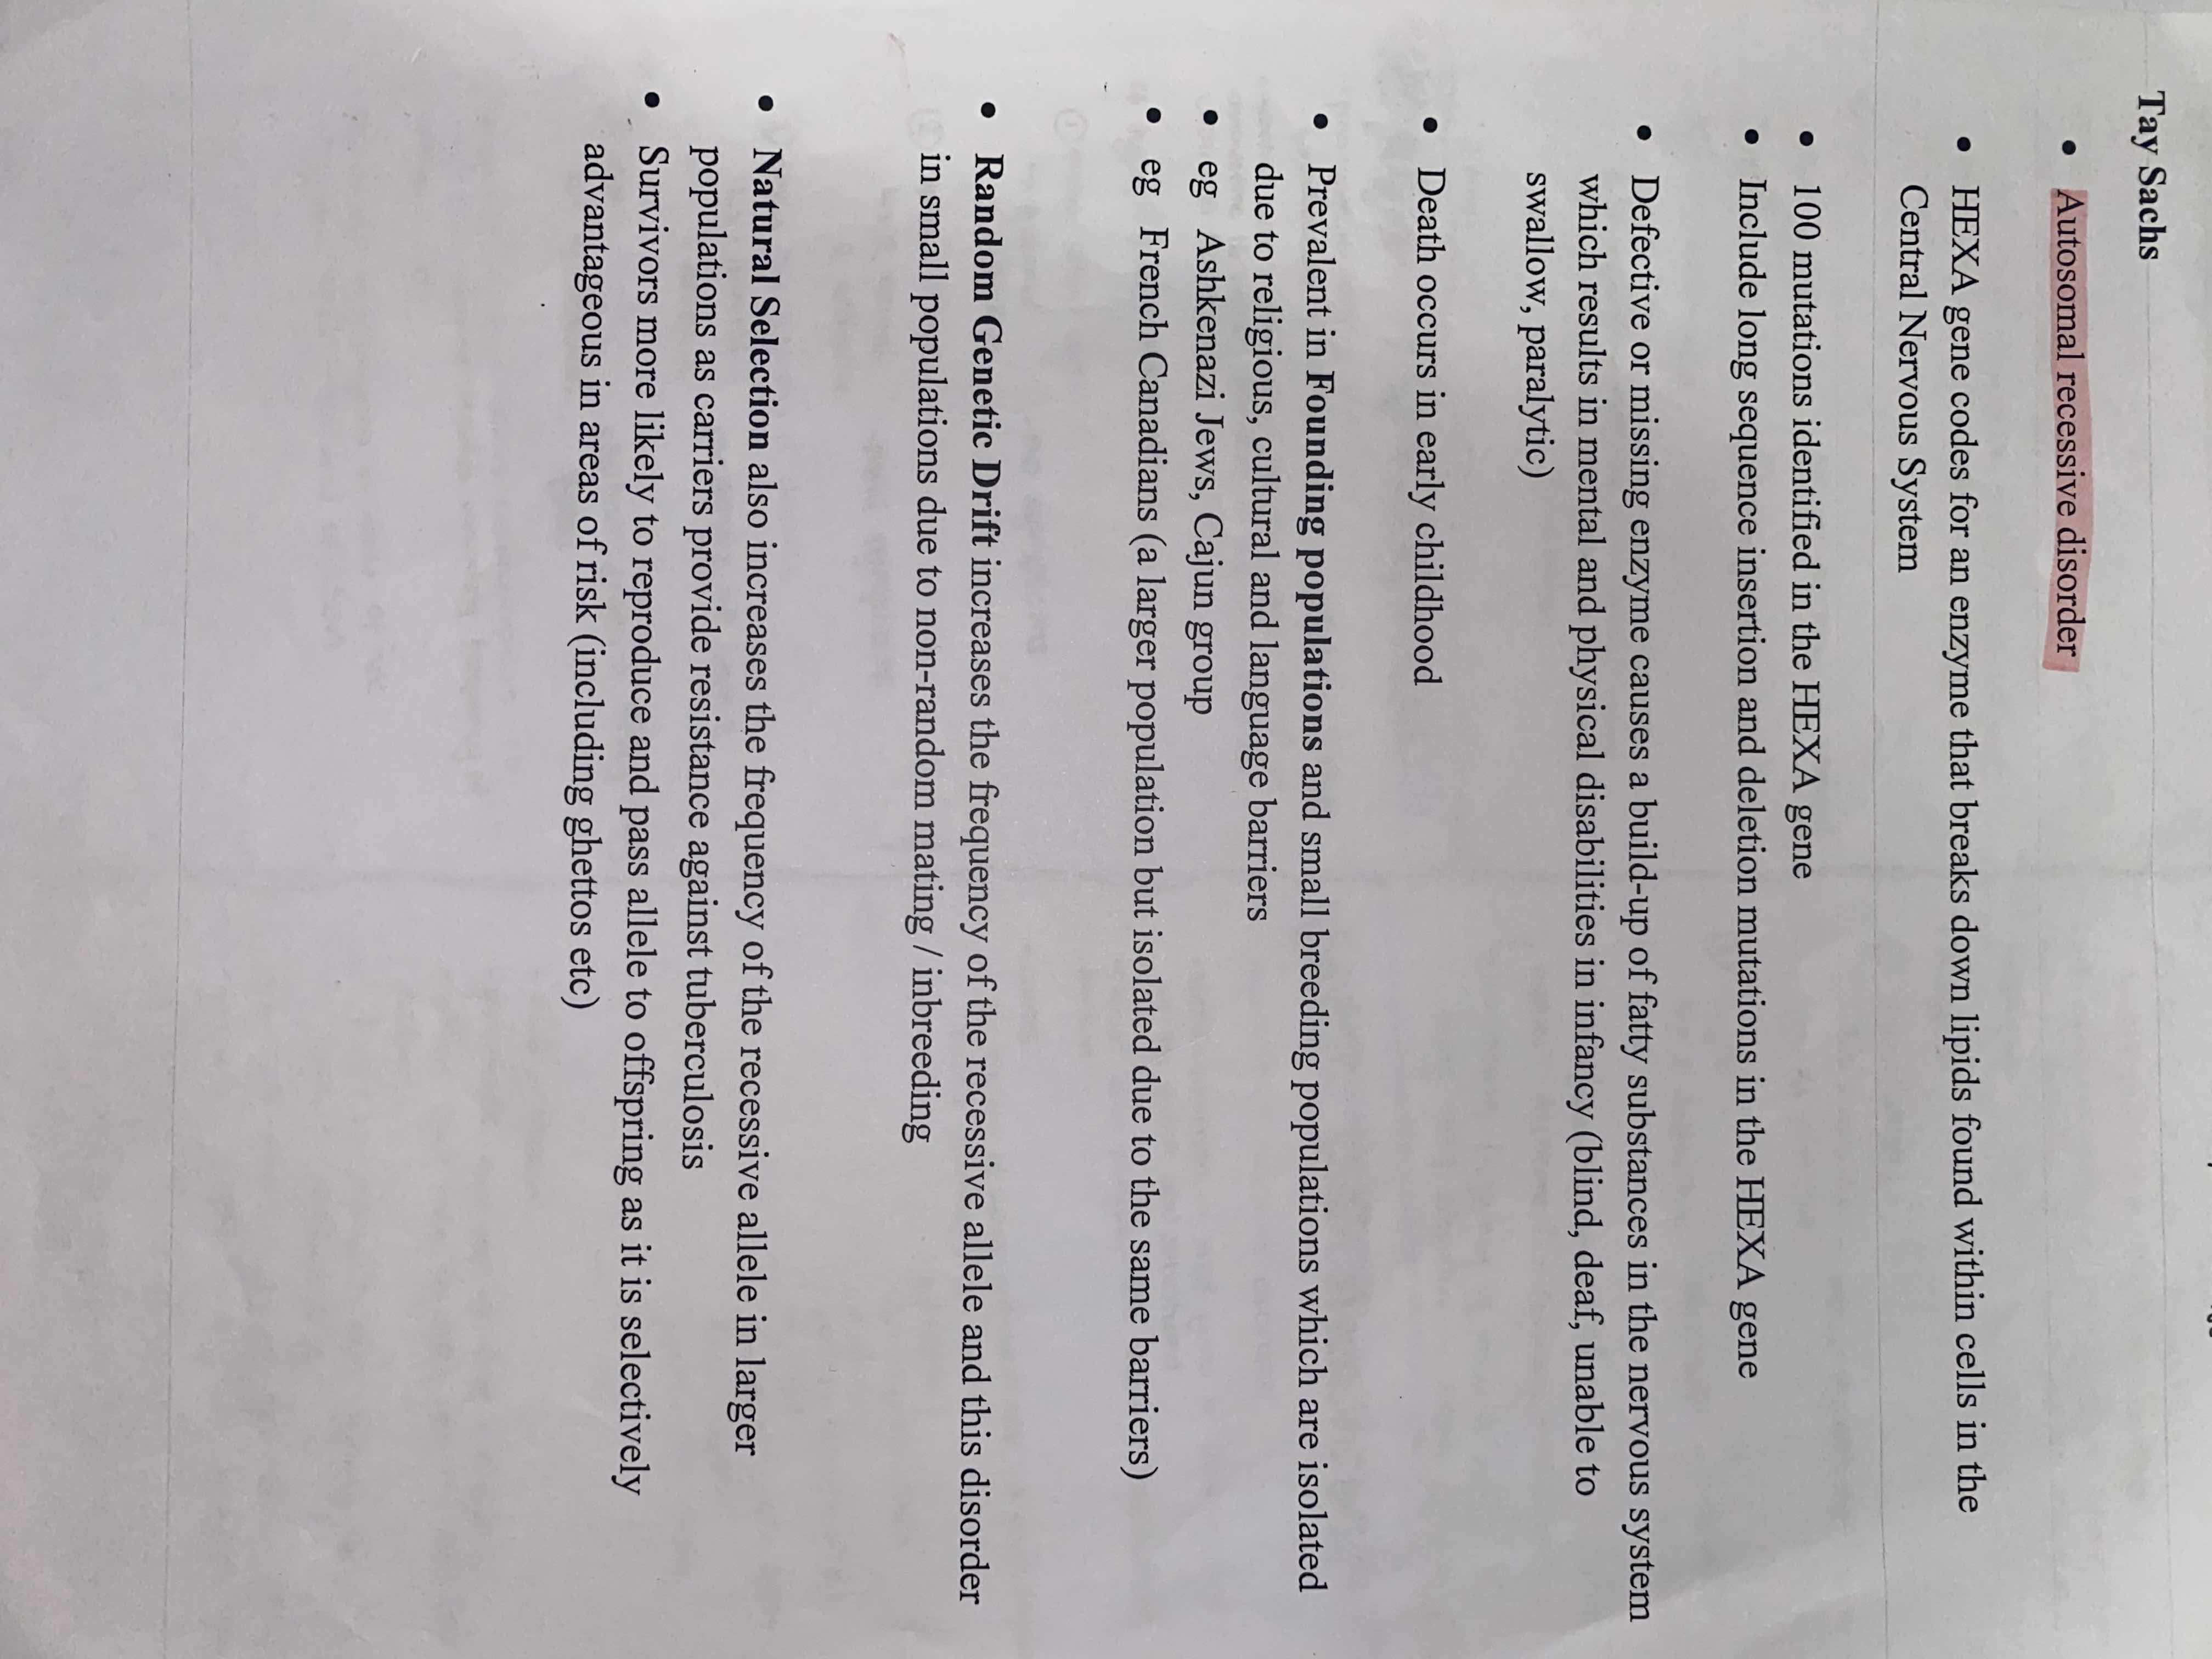 Tay Sachs
• Autosomal recessive disorder
• HEXA gene codes for an enzyme that breaks down lipids found within cells in the
Central Nervous System
• 100 mutations identified in the HEXA gene
• Include long sequence insertion and deletion mutations in the HEXA gene
• Defective or missing enzyme causes a build-up of fatty substances in the nervous system
which results in mental and physical disabilities in infancy (blind, deaf, unable to
swallow, paralytic)
• Death occurs in early childhood
• Prevalent in Founding populations and small breeding populations which are isolated
due to religious, cultural and language barriers
• eg Ashkenazi Jews, Cajun group
• eg French Canadians (a larger population but isolated due to the same barriers)
• Random Genetic Drift increases the frequency of the recessive allele and this disorder
in small populations due to non-random mating / inbreeding
• Natural Selection also increases the frequency of the recessive allele in larger
populations as carriers provide resistance against tuberculosis
• Survivors more likely to reproduce and pass allele to offspring as it is selectively
advantageous in areas of risk (including ghettos etc)